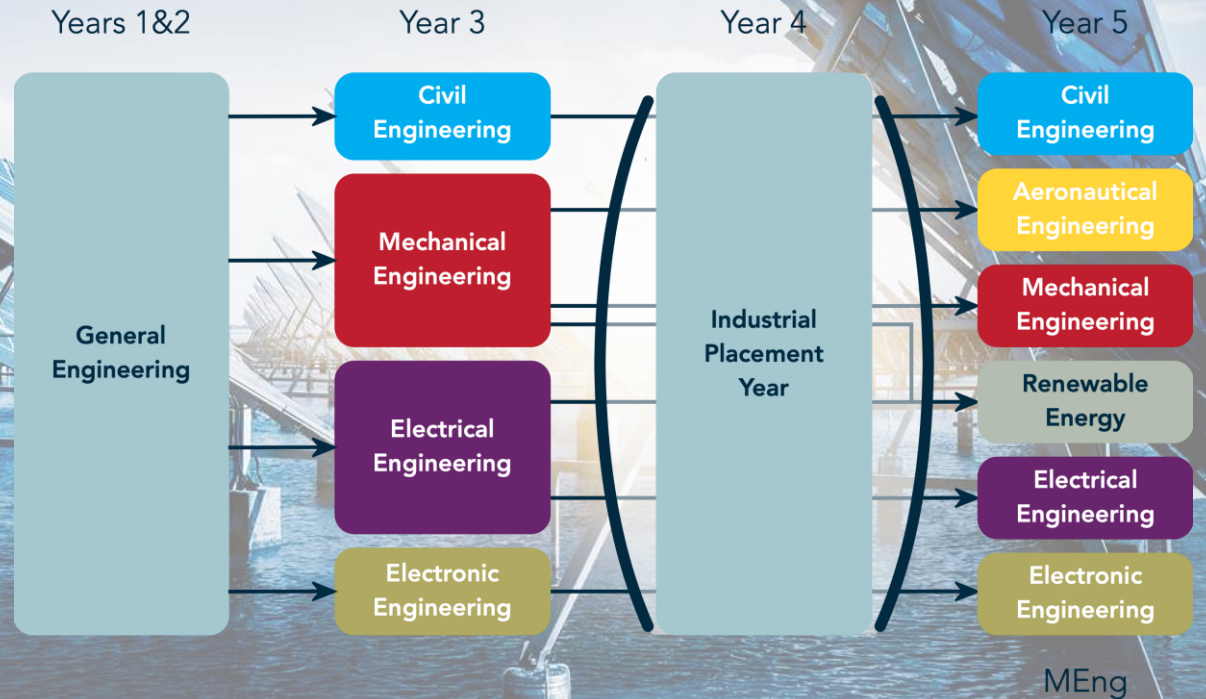 Years 1&2
Year 3
Year 4
Year 5
General
Engineering
Civil
Engineering
Mechanical
Engineering
Electrical
Engineering
Electronic
Engineering
Industrial
Placement
Year
Civil
Engineering
Aeronautical
Engineering
Mechanical
Engineering
Renewable
Energy
Electrical
Engineering
Electronic
Engineering
MEng